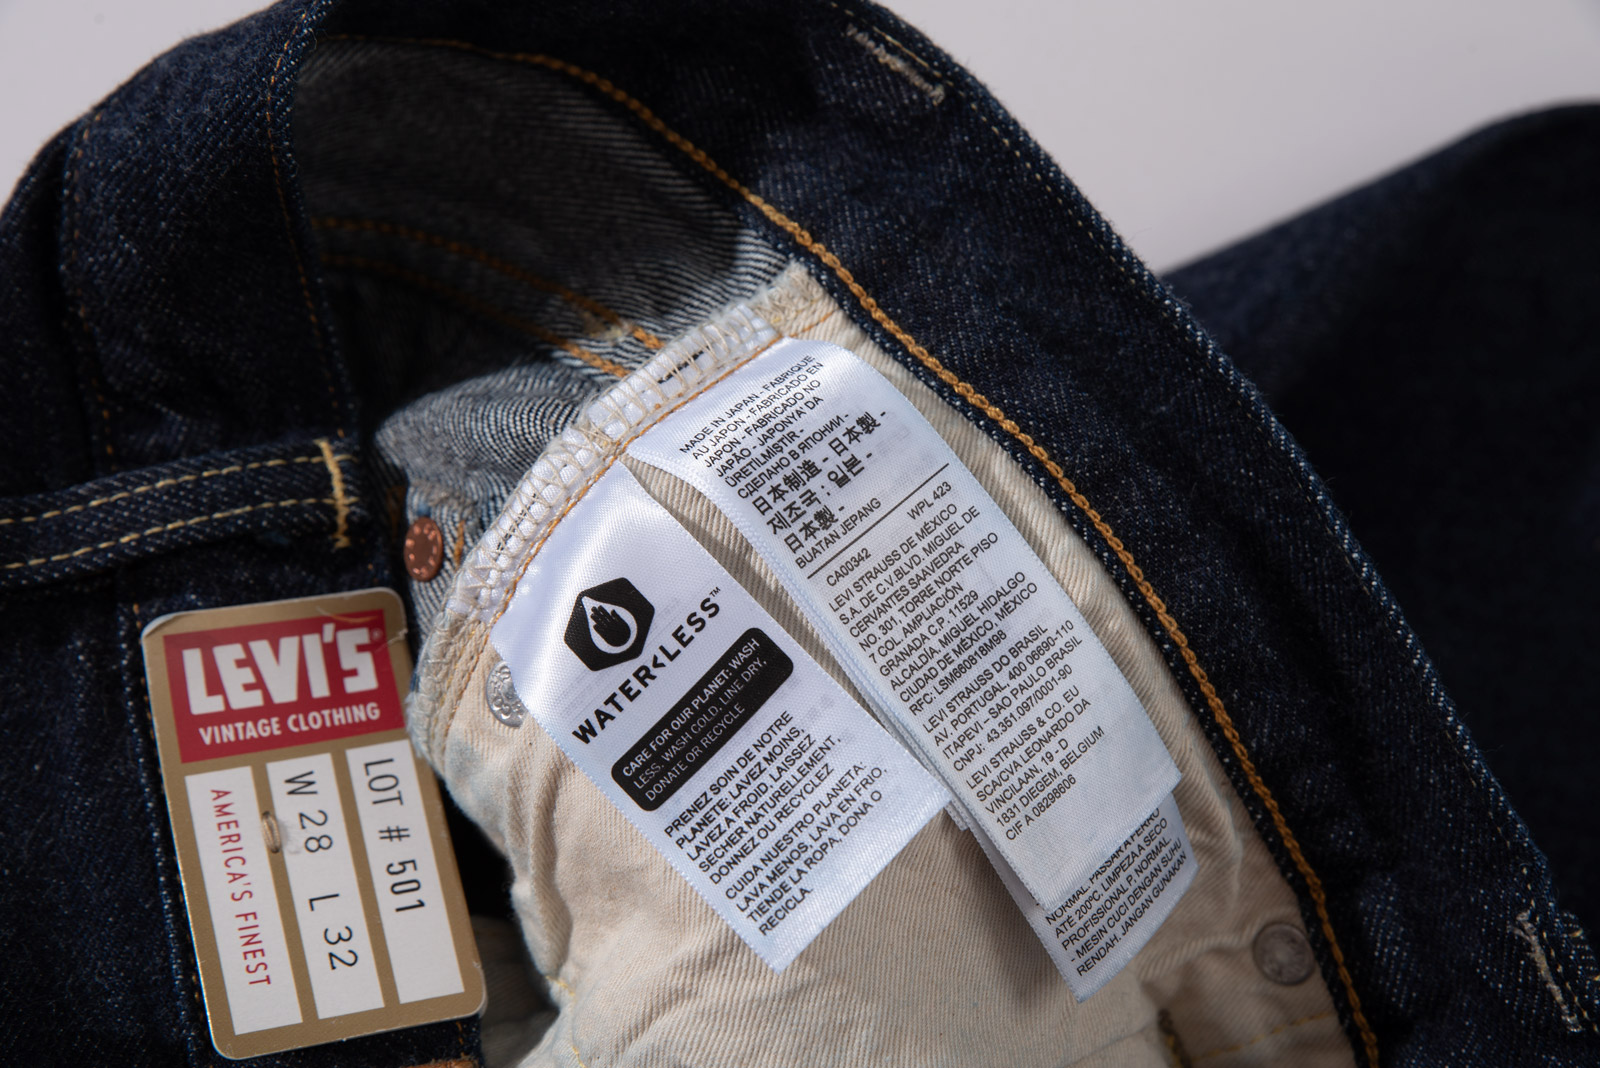 LEVI'S®
VINTAGE CLOTHING
LOT # 501
W 28 L 32
AMERICA'S FINEST
WATER<LESS™
CARE FOR OUR PLANET: WASH
LESS, WASH COLD, LINE DRY,
DONATE OR RECYCLE
PRENEZ SOIN DE NOTRE
PLANÈTE: LAVEZ MOINS,
LAVEZ A FROID, LAISSEZ
SECHER NATURELLEMENT,
DONNEZ OU RECYCLEZ
CUIDA NUESTRO PLANETA:
LAVA MENOS, LAVA EN FRIO,
TIENDE LA ROPA, DONA O
RECICLA.
MADE IN JAPAN - FABRIQUE
AU JAPON - FABRICADO EN
JAPON - FABRICADO NO
JAPÃO - JAPONYA' DA
ÜRETILMIŞTIR -
СДЕЛАНО В ЯПОНИИ -
日本制造 - 日本製 -
제조국 : 일본 -
日本製 -
BUATAN JEPANG
WPL 423
CA00342
LEVI STRAUSS DE MÉXICO
S.A. DE C.V.BLVD. MIGUEL DE
CERVANTES SAAVEDRA
NO. 301, TORRE NORTE PISO
7 COL. AMPLIACIÓN
GRANADA C.P. 11529
ALCALDÍA, MIGUEL HIDALGO
CIUDAD DE MÉXICO, MÉXICO
RFC: LSM660818M98
LEVI STRAUSS DO BRASIL
AV. PORTUGAL, 400 06690-110
ITAPEVI - SAO PAULO BRASIL
CNPJ: 43.351.097/0001-90
LEVI STRAUSS & CO. EU
SCA/CVA LEONARDO DA
VINCILAAN, 19 - D
1831 DIEGEM, BELGIUM
CIF A 08298606
NORMAL. PASSAR A FERRO
ATÉ 200ºC. LIMPEZA A SECO
PROFISSIONAL P. NORMAL.
- MESIN CUCI DENGAN SUHU
RENDAH. JANGAN GUNAKAN